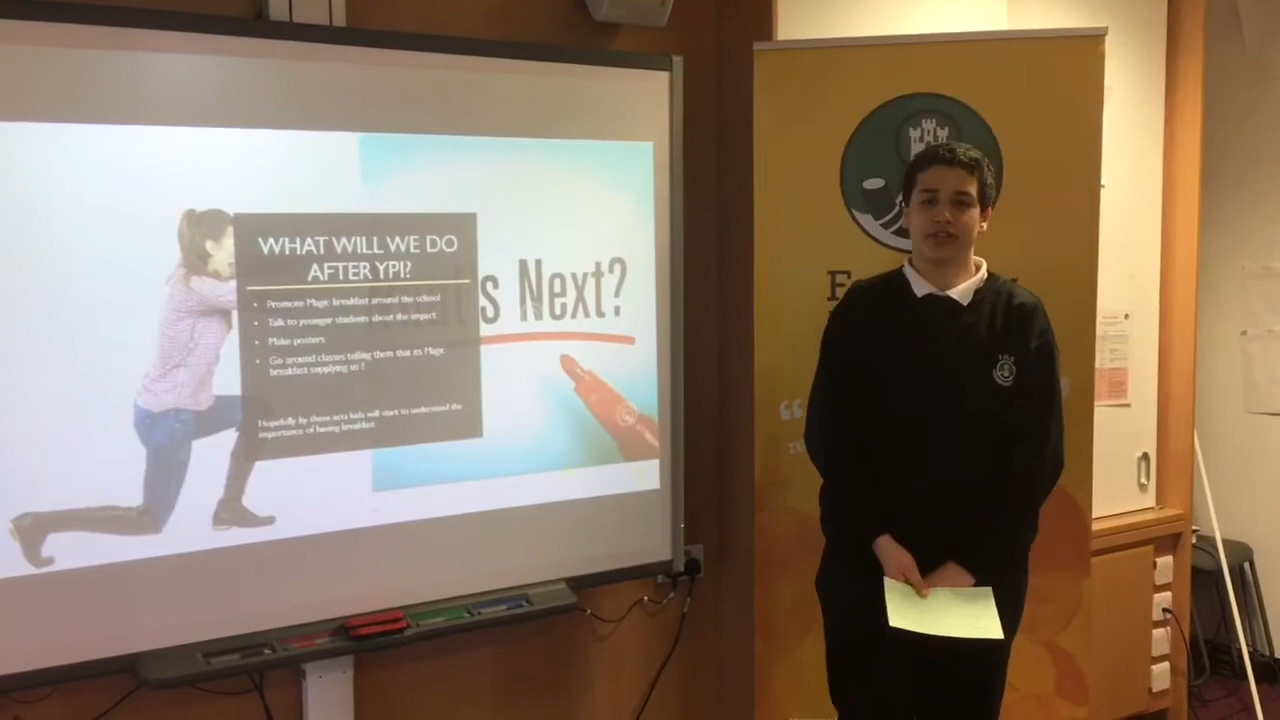 WHAT WILL WE DO
AFTER YPI?
• Promote Magic breakfast around the school
• Talk to younger students about the impact
• Make posters
• Go around classes telling them that its Magic
breakfast supplying us !
Hopefully by these acts kids will start to understand the
importance of having breakfast
s Next?
F.H.S